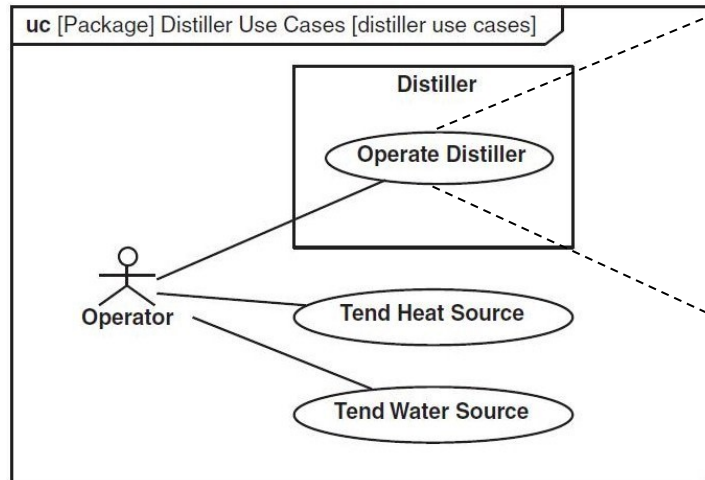 uc [Package] Distiller Use Cases [distiller use cases]
Distiller
Operate Distiller
Operator
Tend Heat Source
Tend Water Source